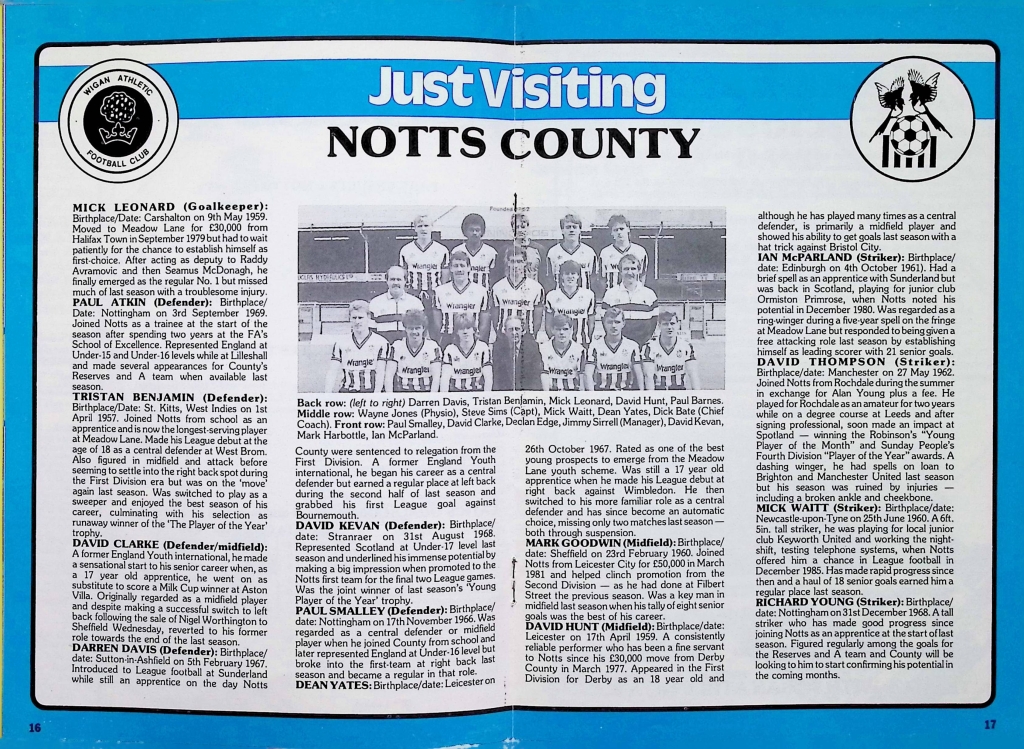 WIGAN ATHLETIC
FOOTBALL CLUB
Just Visiting
NOTTS COUNTY
MICK LEONARD (Goalkeeper):
Birthplace/Date: Carshalton on 9th May 1959.
Moved to Meadow Lane for £30,000 from
Halifax Town in September 1979 but had to wait
patiently for the chance to establish himself as
first-choice. After acting as deputy to Raddy
Avramovic and then Seamus McDonagh, he
finally emerged as the regular No. 1 but missed
much of last season with a troublesome injury.
PAUL ATKIN (Defender): Birthplace/
Date: Nottingham on 3rd September 1969.
Joined Notts as a trainee at the start of the
season after spending two years at the FA's
School of Excellence. Represented England at
Under-15 and Under-16 levels while at Lilleshall
and made several appearances for County's
Reserves and A team when available last
season.
TRISTAN BENJAMIN (Defender):
Birthplace/Date: St. Kitts, West Indies on 1st
April 1957. Joined Notts from school as an
apprentice and is now the longest-serving player
at Meadow Lane. Made his League debut at the
age of 18 as a central defender at West Brom.
Also figured in midfield and attack before
seeming to settle into the right back spot during
the First Division era but was on the 'move'
again last season. Was switched to play as a
sweeper and enjoyed the best season of his
career, culminating with his selection as
runaway winner of the 'The Player of the Year'
trophy.
DAVID CLARKE (Defender/midfield):
A former England Youth international, he made
a sensational start to his senior career when, as
a 17 year old apprentice, he went on as
substitute to score a Milk Cup winner at Aston
Villa. Originally regarded as a midfield player
and despite making a successful switch to left
back following the sale of Nigel Worthington to
Sheffield Wednesday, reverted to his former
role towards the end of the last season.
DARREN DAVIS (Defender): Birthplace/
date: Sutton-in-Ashfield on 5th February 1967.
Introduced to League football at Sunderland
while still an apprentice on the day Notts
Wrangler Wrangler
Wrangler Wrangler Wrangler
Wrangler Wrangler Wrangler Wrangler Wrangler Wrangler
Back row: (left to right) Darren Davis, Tristan Benjamin, Mick Leonard, David Hunt, Paul Barnes.
Middle row: Wayne Jones (Physio), Steve Sims (Capt), Mick Waitt, Dean Yates, Dick Bate (Chief
Coach). Front row: Paul Smalley, David Clarke, Declan Edge, Jimmy Sirrell (Manager), David Kevan,
Mark Harbottle, Ian McParland.
County were sentenced to relegation from the
First Division. A former England Youth
international, he began his career as a central
defender but earned a regular place at left back
during the second half of last season and
grabbed his first League goal against
Bournemouth.
DAVID KEVAN (Defender): Birthplace/
date: Stranraer on 31st August 1968.
Represented Scotland at Under-17 level last
season and underlined his immense potential by
making a big impression when promoted to the
Notts first team for the final two League games.
Was the joint winner of last season's 'Young
Player of the Year' trophy.
PAUL SMALLEY (Defender): Birthplace/
date: Nottingham on 17th November 1966. Was
regarded as a central defender or midfield
player when he joined County from school and
later represented England at Under-16 level but
broke into the first-team at right back last
season and became a regular in that role.
DEAN YATES: Birthplace/date: Leicester on
26th October 1967. Rated as one of the best
young prospects to emerge from the Meadow
Lane youth scheme. Was still a 17 year old
apprentice when he made his League debut at
right back against Wimbledon. He then
switched to his more familiar role as a central
defender and has since become an automatic
choice, missing only two matches last season —
both through suspension.
MARK GOODWIN (Midfield): Birthplace/
date: Sheffield on 23rd February 1960. Joined
Notts from Leicester City for £50,000 in March
1981 and helped clinch promotion from the
Second Division — as he had done at Filbert
Street the previous season. Was a key man in
midfield last season when his tally of eight senior
goals was the best of his career.
DAVID HUNT (Midfield): Birthplace/date:
Leicester on 17th April 1959. A consistently
reliable performer who has been a fine servant
to Notts since his £30,000 move from Derby
County in March 1977. Appeared in the First
Division for Derby as an 18 year old and
although he has played many times as a central
defender, is primarily a midfield player and
showed his ability to get goals last season with a
hat trick against Bristol City.
IAN McPARLAND (Striker): Birthplace/
date: Edinburgh on 4th October 1961). Had a
brief spell as an apprentice with Sunderland but
was back in Scotland, playing for junior club
Ormiston Primrose, when Notts noted his
potential in December 1980. Was regarded as a
ring-winger during a five-year spell on the fringe
at Meadow Lane but responded to being given a
free attacking role last season by establishing
himself as leading scorer with 21 senior goals.
DAVID THOMPSON (Striker):
Birthplace/date: Manchester on 27 May 1962.
Joined Notts from Rochdale during the summer
in exchange for Alan Young plus a fee. He
played for Rochdale as an amateur for two years
while on a degree course at Leeds and after
signing professional, soon made an impact at
Spotland — winning the Robinson's "Young
Player of the Month" and Sunday People's
Fourth Division "Player of the Year" awards. A
dashing winger, he had spells on loan to
Brighton and Manchester United last season
but his season was ruined by injuries —
including a broken ankle and cheekbone.
MICK WAITT (Striker): Birthplace/date:
Newcastle-upon-Tyne on 25th June 1960. A 6ft.
5in. tall striker, he was playing for local junior
club Keyworth United and working the night-
shift, testing telephone systems, when Notts
offered him a chance in League football in
December 1985. Has made rapid progress since
then and a haul of 18 senior goals earned him a
regular place last season.
RICHARD YOUNG (Striker): Birthplace/
date: Nottingham on 31st December 1968. A tall
striker who has made good progress since
joining Notts as an apprentice at the start of last
season. Figured regularly among the goals for
the Reserves and A team and County will be
looking to him to start confirming his potential in
the coming months.
16
17